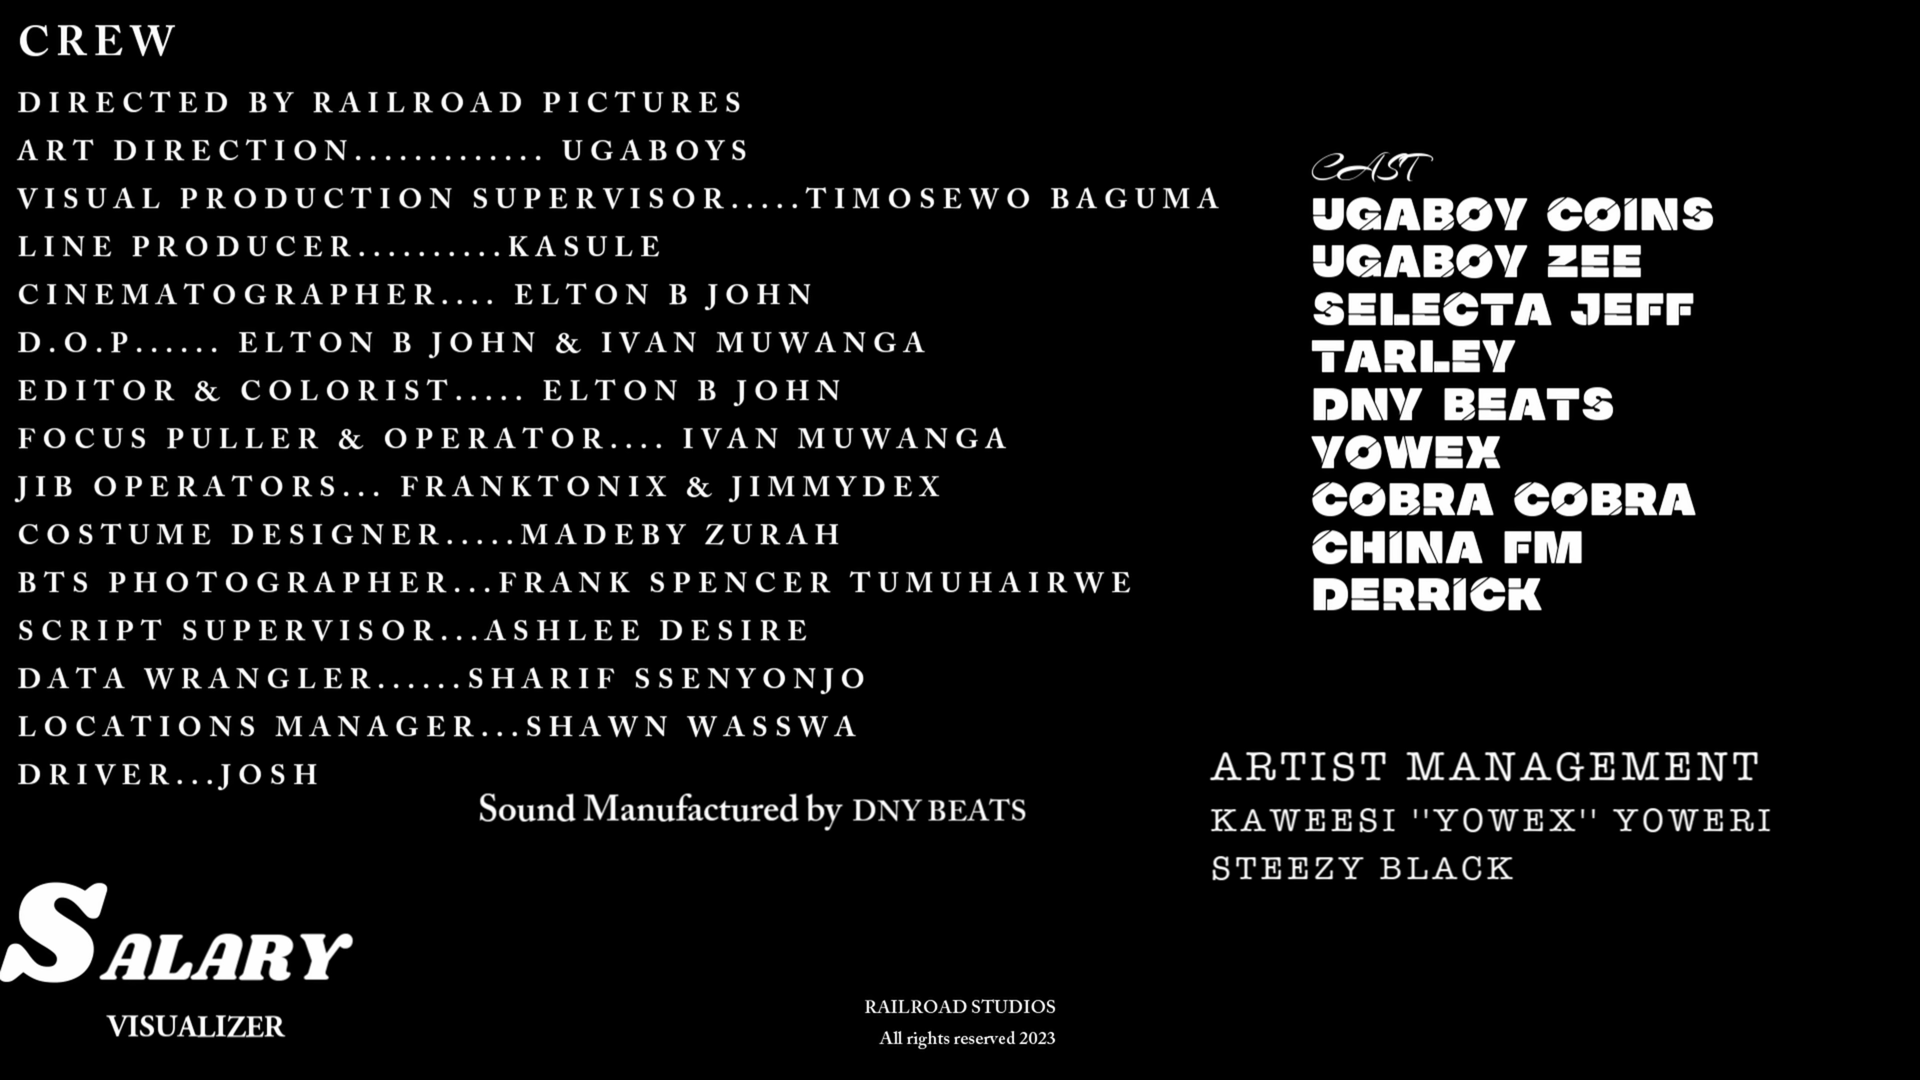 CREW
DIRECTED BY RAILROAD PICTURES
ART DIRECTION............. UGABOYS
VISUAL PRODUCTION SUPERVISOR.....TIMOSEWO BAGUMA
LINE PRODUCER..........KASULE
CINEMATOGRAPHER.... ELTON B JOHN
D.O.P...... ELTON B JOHN & IVAN MUWANGA
EDITOR & COLORIST..... ELTON B JOHN
FOCUS PULLER & OPERATOR.... IVAN MUWANGA
JIB OPERATORS... FRANKTONIX & JIMMYDEX
COSTUME DESIGNER.....MADEBY ZURAH
BTS PHOTOGRAPHER...FRANK SPENCER TUMUHAIRWE
SCRIPT SUPERVISOR...ASHLEE DESIRE
DATA WRANGLER......SHARIF SSENYONJO
LOCATIONS MANAGER...SHAWN WASSWA
DRIVER...JOSH
Sound Manufactured by DNY BEATS
CAST
UGABOY COINS
UGABOY ZEE
SELECTA JEFF
TARLEY
DNY BEATS
YOWEX
COBRA COBRA
CHINA FM
DERRICK
ARTIST MANAGEMENT
KAWEESI "YOWEX" YOWERI
STEEZY BLACK
SALARY
VISUALIZER
RAILROAD STUDIOS
All rights reserved 2023